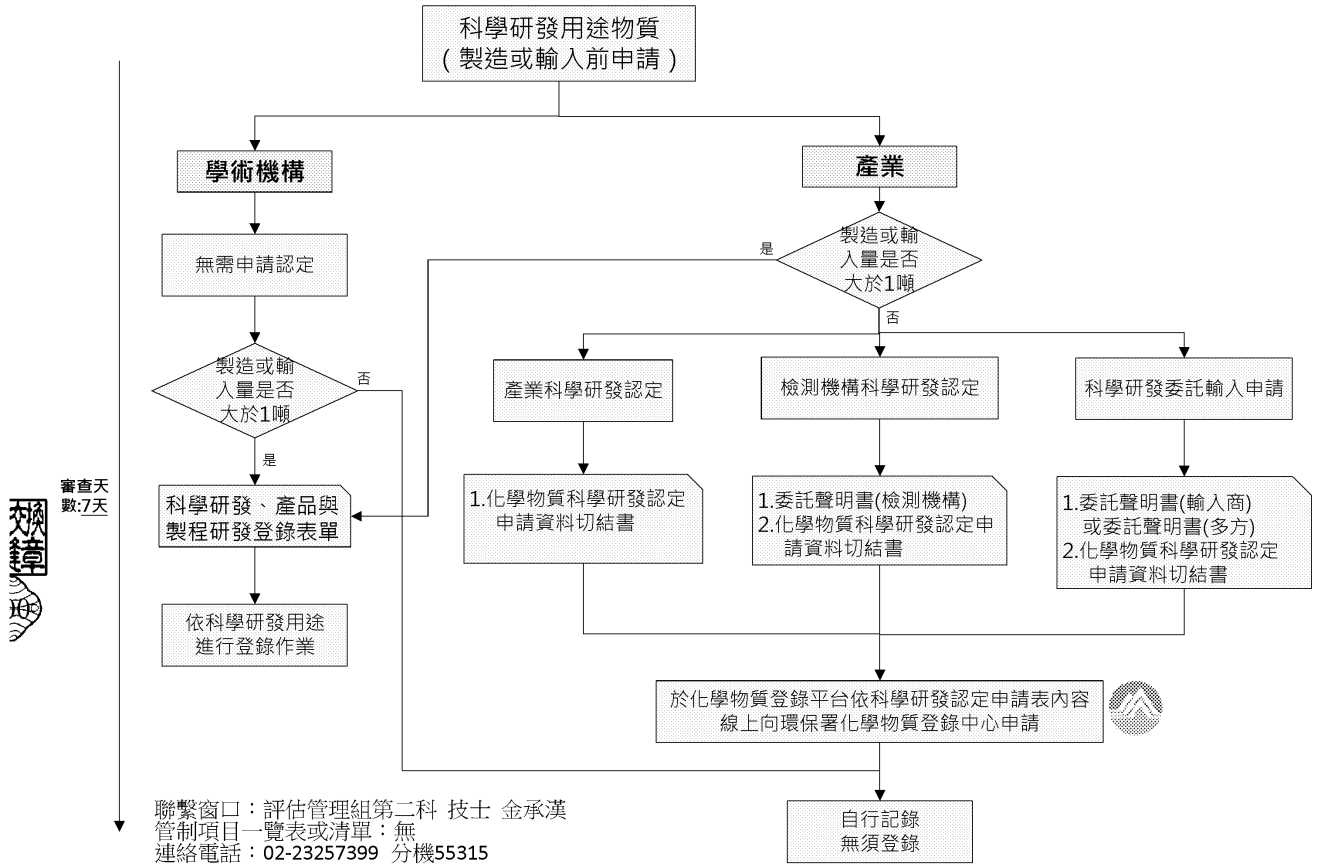 科學研發用途物質
(製造或輸入前申請)
學術機構
產業
無需申請認定
製造或輸
入量是否
大於1噸
是
否
製造或輸
入量是否
大於1噸
否
是
產業科學研發認定
檢測機構科學研發認定
科學研發委託輸入申請
審查天
數:7天
科學研發、產品與
製程研發登錄表單
1.化學物質科學研發認定
申請資料切結書
1.委託聲明書(檢測機構)
2.化學物質科學研發認定申
請資料切結書
1.委託聲明書(輸入商)
或委託聲明書(多方)
2.化學物質科學研發認定
申請資料切結書
依科學研發用途
進行登錄作業
於化學物質登錄平台依科學研發認定申請表內容
線上向環保署化學物質登錄中心申請
自行記錄
無須登錄
聯繫窗口：評估管理組第二科 技士 金承漢
管制項目一覽表或清單：無
連絡電話：02-23257399 分機55315